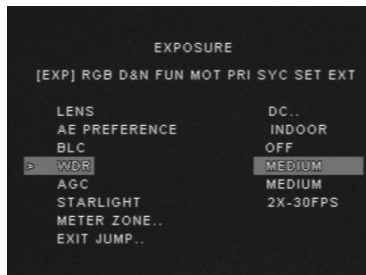 EXPOSURE
[EXP] RGB D&N FUN MOT PRI SYC SET EXT
LENS DC..
AE PREFERENCE INDOOR
BLC OFF
> WDR MEDIUM
AGC MEDIUM
STARLIGHT 2X-30FPS
METER ZONE..
EXIT JUMP..